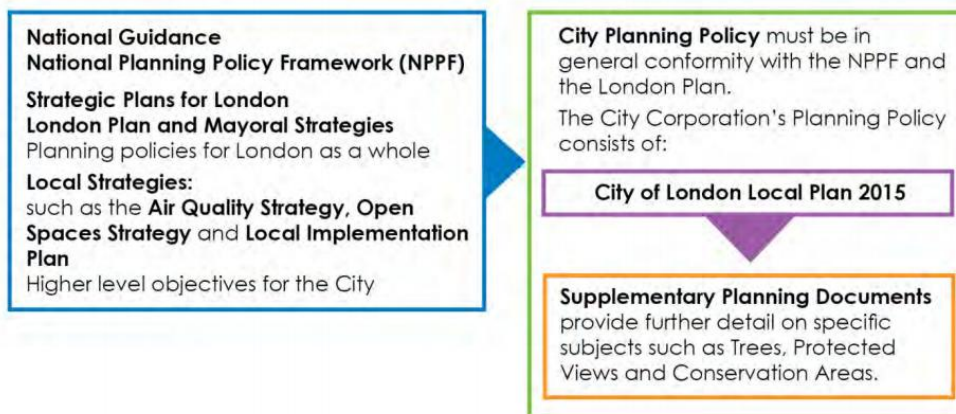 National Guidance
National Planning Policy Framework (NPPF)
Strategic Plans for London
London Plan and Mayoral Strategies
Planning policies for London as a whole
Local Strategies:
such as the Air Quality Strategy, Open
Spaces Strategy and Local Implementation
Plan
Higher level objectives for the City
City Planning Policy must be in
general conformity with the NPPF and
the London Plan.
The City Corporation's Planning Policy
consists of:
City of London Local Plan 2015
Supplementary Planning Documents
provide further detail on specific
subjects such as Trees, Protected
Views and Conservation Areas.